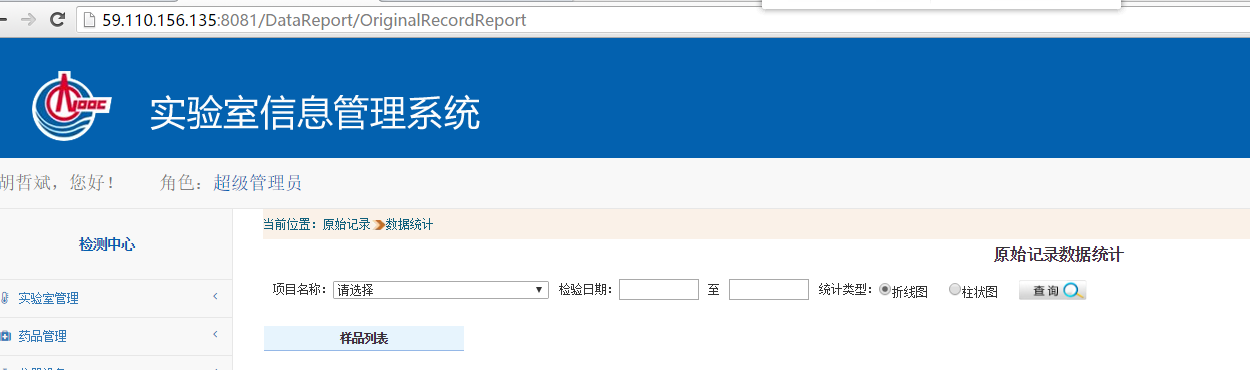 59.110.156.135:8081/DataReport/OriginalRecordReport
CNOOC
实验室信息管理系统
胡哲斌，您好！ 角色：超级管理员
检测中心
当前位置：原始记录 数据统计
原始记录数据统计
项目名称：请选择 检验日期： 至 统计类型： 折线图 柱状图 查询
实验室管理
样品列表
药品管理